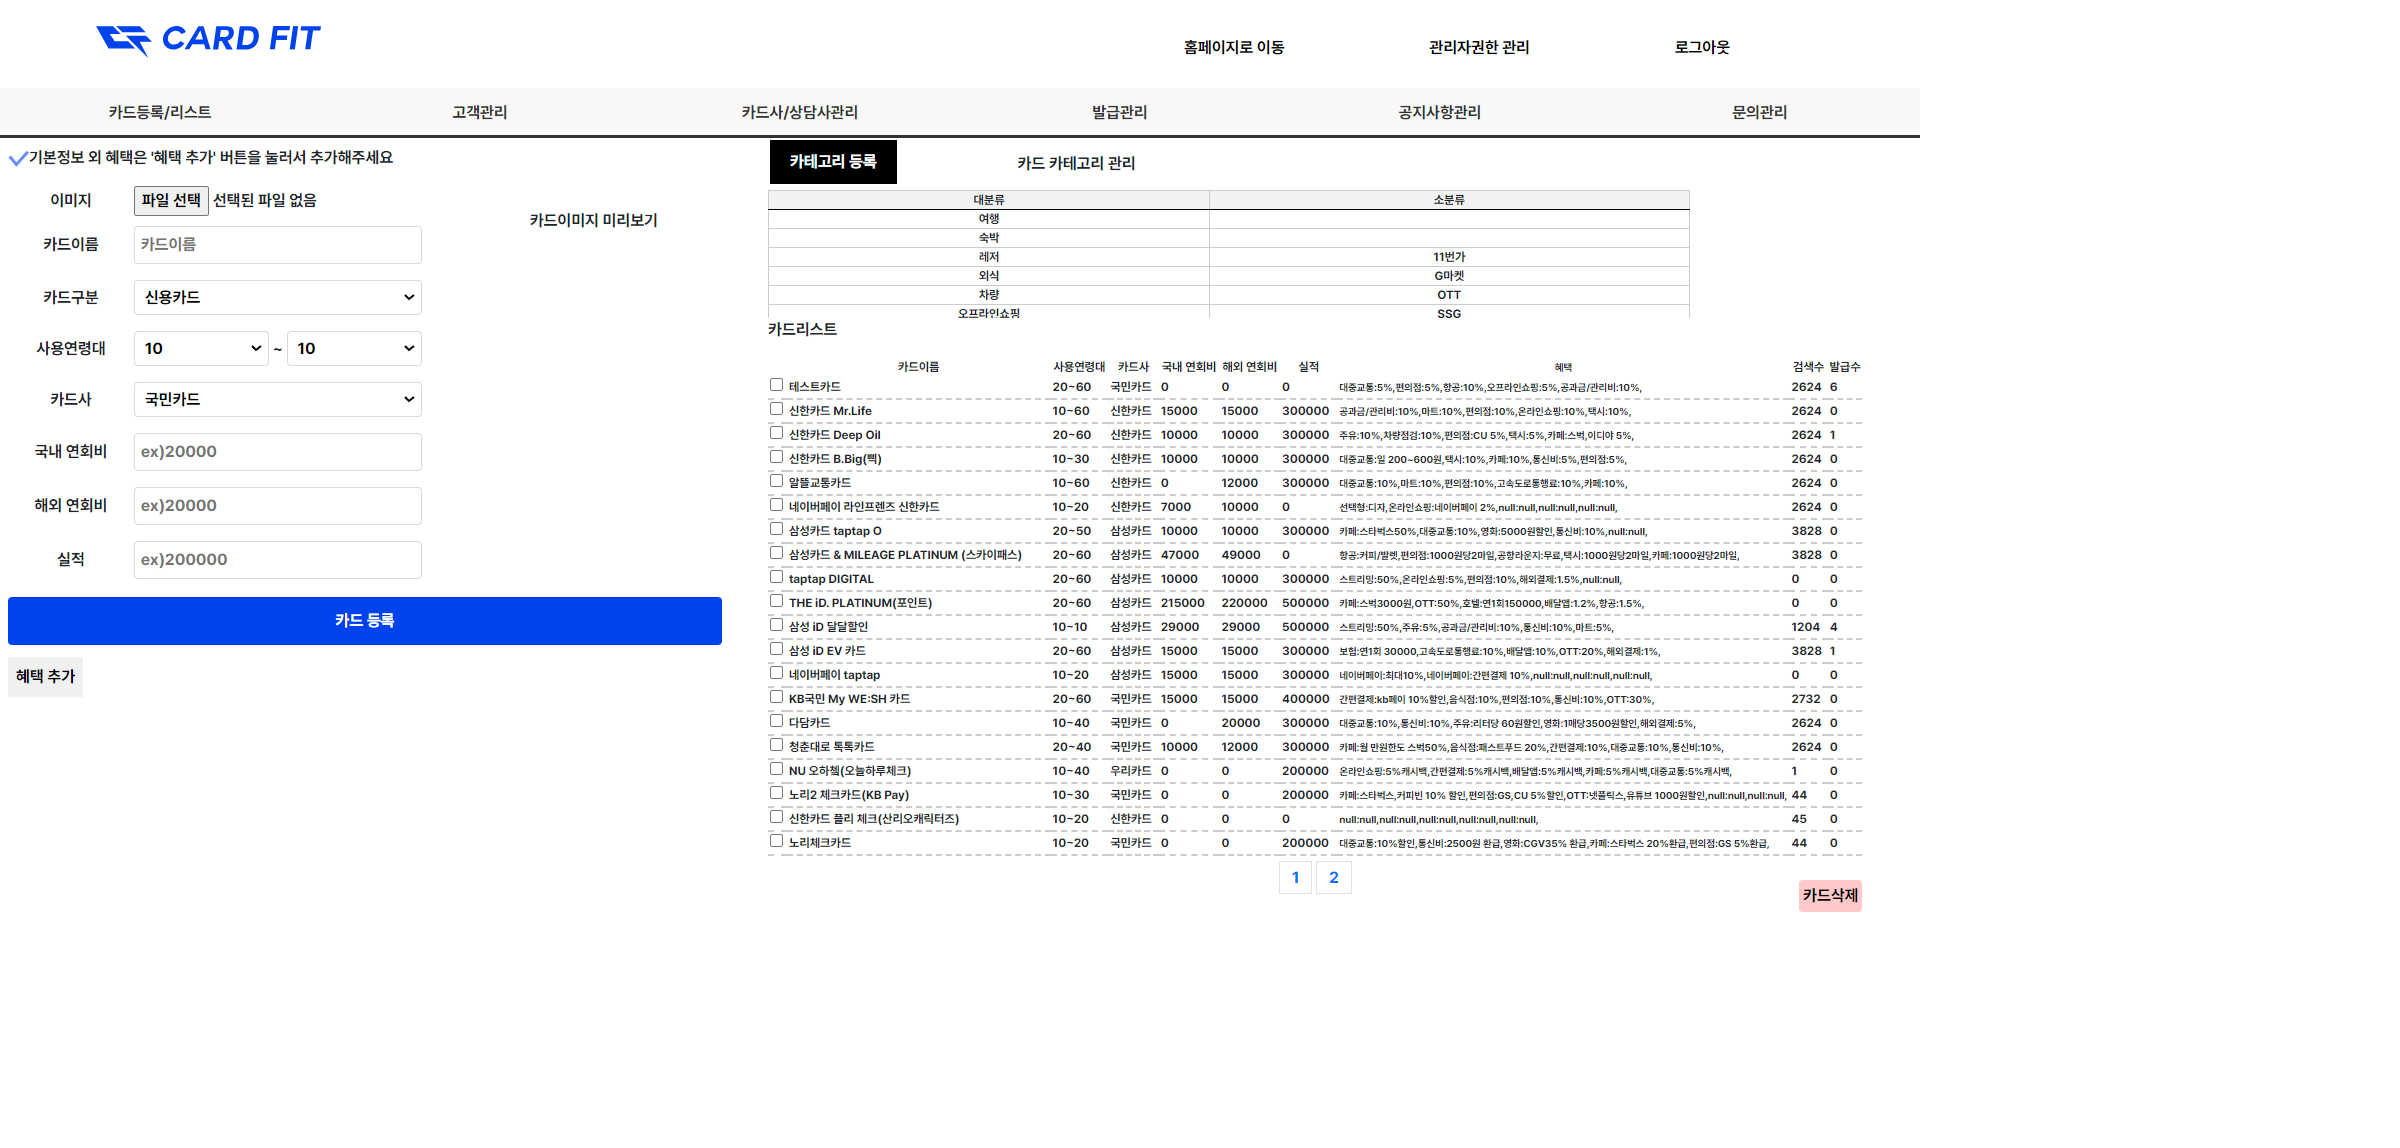 CARD FIT
홈페이지로 이동 관리자권한 관리 로그아웃
카드등록/리스트 고객관리 카드사/상담사관리 발급관리 공지사항관리 문의관리
기본정보 외 혜택은 '혜택 추가' 버튼을 눌러서 추가해주세요
이미지 파일 선택 선택된 파일 없음
카드이미지 미리보기
카드이름 카드이름
카드구분 신용카드
사용연령대 10 ~ 10
카드사 국민카드
국내 연회비 ex)20000
해외 연회비 ex)20000
실적 ex)200000
카드 등록
혜택 추가
카테고리 등록 카드 카테고리 관리
대분류 소분류
여행
숙박
레저 11번가
외식 G마켓
차량 OTT
오프라인쇼핑 SSG
카드리스트
카드이름 사용연령대 카드사 국내 연회비 해외 연회비 실적 혜택 검색수 발급수
테스트카드 20~60 국민카드 0 0 0 대중교통:5%,편의점:5%,항공:10%,오프라인쇼핑:5%,공과금/관리비:10%, 2624 6
신한카드 Mr.Life 10~60 신한카드 15000 15000 300000 공과금/관리비:10%,마트:10%,편의점:10%,온라인쇼핑:10%,택시:10%, 2624 0
신한카드 Deep Oil 20~60 신한카드 10000 10000 300000 주유:10%,차량점검:10%,편의점:CU 5%,택시:5%,카페:스벅,이디야 5%, 2624 1
신한카드 B.Big(삑) 10~30 신한카드 10000 10000 300000 대중교통:일 200~600원,택시:10%,카페:10%,통신비:5%,편의점:5%, 2624 0
알뜰교통카드 10~60 신한카드 0 12000 300000 대중교통:10%,마트:10%,편의점:10%,고속도로통행료:10%,카페:10%, 2624 0
네이버페이 라인프렌즈 신한카드 10~20 신한카드 7000 10000 0 선택형:디자,온라인쇼핑:네이버페이 2%,null:null,null:null,null:null, 2624 0
삼성카드 taptap O 20~50 삼성카드 10000 10000 300000 카페:스타벅스50%,대중교통:10%,영화:5000원할인,통신비:10%,null:null, 3828 0
삼성카드 & MILEAGE PLATINUM (스카이패스) 20~60 삼성카드 47000 49000 0 항공:커피/발렛,편의점:1000원당2마일,공항라운지:무료,택시:1000원당2마일,카페:1000원당2마일, 3828 0
taptap DIGITAL 20~60 삼성카드 10000 10000 300000 스트리밍:50%,온라인쇼핑:5%,편의점:10%,해외결제:1.5%,null:null, 0 0
THE iD. PLATINUM(포인트) 20~60 삼성카드 215000 220000 500000 카페:스벅3000원,OTT:50%,호텔:연1회150000,배달앱:1.2%,항공:1.5%, 0 0
삼성 iD 달달할인 10~10 삼성카드 29000 29000 500000 스트리밍:50%,주유:5%,공과금/관리비:10%,통신비:10%,마트:5%, 1204 4
삼성 iD EV 카드 20~60 삼성카드 15000 15000 300000 보험:연1회 30000,고속도로통행료:10%,배달앱:10%,OTT:20%,해외결제:1%, 3828 1
네이버페이 taptap 10~20 삼성카드 15000 15000 300000 네이버페이:최대10%,네이버페이:간편결제 10%,null:null,null:null,null:null, 0 0
KB국민 My WE:SH 카드 20~60 국민카드 15000 15000 400000 간편결제:kb페이 10%할인,음식점:10%,편의점:10%,통신비:10%,OTT:30%, 2732 0
다담카드 10~40 국민카드 0 20000 300000 대중교통:10%,통신비:10%,주유:리터당 60원할인,영화:1매당3500원할인,해외결제:5%, 2624 0
청춘대로 톡톡카드 20~40 국민카드 10000 12000 300000 카페:월 만원한도 스벅50%,음식점:패스트푸드 20%,간편결제:10%,대중교통:10%,통신비:10%, 2624 0
NU 오하쳌(오늘하루체크) 10~40 우리카드 0 0 200000 온라인쇼핑:5%캐시백,간편결제:5%캐시백,배달앱:5%캐시백,카페:5%캐시백,대중교통:5%캐시백, 1 0
노리2 체크카드(KB Pay) 10~30 국민카드 0 0 200000 카페:스타벅스,커피빈 10% 할인,편의점:GS,CU 5%할인,OTT:넷플릭스,유튜브 1000원할인,null:null,null:null, 44 0
신한카드 플리 체크(산리오캐릭터즈) 10~20 신한카드 0 0 0 null:null,null:null,null:null,null:null,null:null, 45 0
노리체크카드 10~20 국민카드 0 0 200000 대중교통:10%할인,통신비:2500원 환급,영화:CGV35% 환급,카페:스타벅스 20%환급,편의점:GS 5%환급, 44 0
1 2
카드삭제